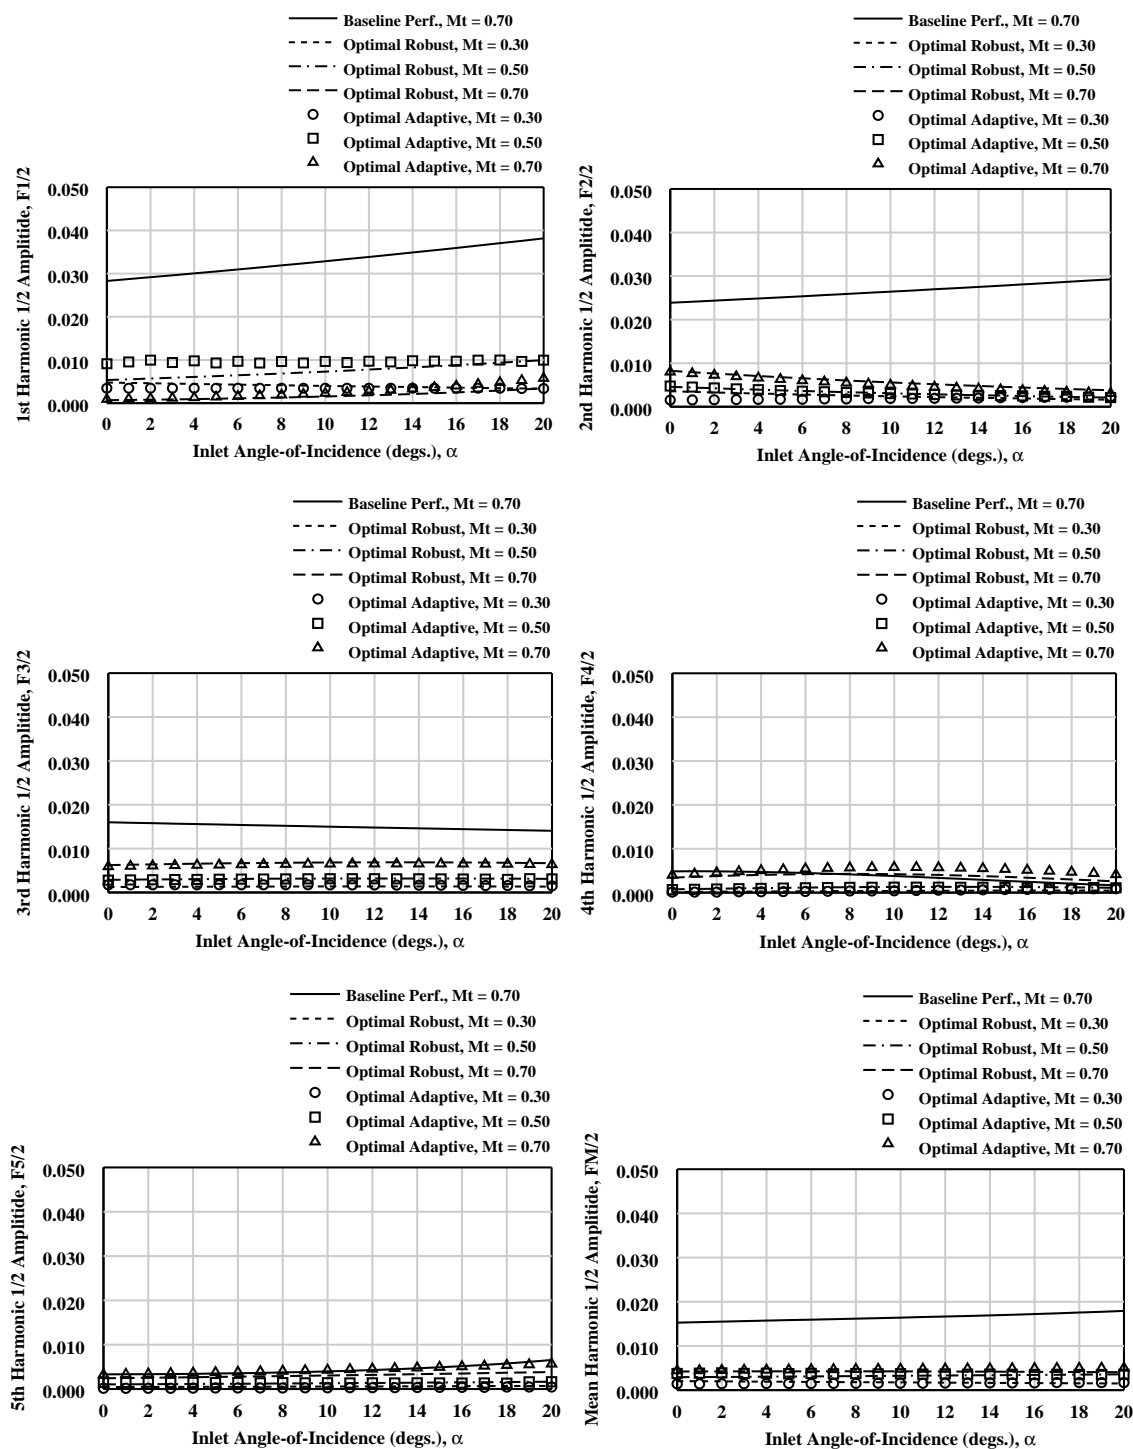 Baseline Perf., Mt = 0.70
Optimal Robust, Mt = 0.30
Optimal Robust, Mt = 0.50
Optimal Robust, Mt = 0.70
Optimal Adaptive, Mt = 0.30
Optimal Adaptive, Mt = 0.50
Optimal Adaptive, Mt = 0.70
1st Harmonic 1/2 Amplitide, F1/2
0.050
0.040
0.030
0.020
0.010
0.000
0 2 4 6 8 10 12 14 16 18 20
Inlet Angle-of-Incidence (degs.), α
Baseline Perf., Mt = 0.70
Optimal Robust, Mt = 0.30
Optimal Robust, Mt = 0.50
Optimal Robust, Mt = 0.70
Optimal Adaptive, Mt = 0.30
Optimal Adaptive, Mt = 0.50
Optimal Adaptive, Mt = 0.70
2nd Harmonic 1/2 Amplitide, F2/2
0.050
0.040
0.030
0.020
0.010
0.000
0 2 4 6 8 10 12 14 16 18 20
Inlet Angle-of-Incidence (degs.), α
Baseline Perf., Mt = 0.70
Optimal Robust, Mt = 0.30
Optimal Robust, Mt = 0.50
Optimal Robust, Mt = 0.70
Optimal Adaptive, Mt = 0.30
Optimal Adaptive, Mt = 0.50
Optimal Adaptive, Mt = 0.70
3rd Harmonic 1/2 Amplitide, F3/2
0.050
0.040
0.030
0.020
0.010
0.000
0 2 4 6 8 10 12 14 16 18 20
Inlet Angle-of-Incidence (degs.), α
Baseline Perf., Mt = 0.70
Optimal Robust, Mt = 0.30
Optimal Robust, Mt = 0.50
Optimal Robust, Mt = 0.70
Optimal Adaptive, Mt = 0.30
Optimal Adaptive, Mt = 0.50
Optimal Adaptive, Mt = 0.70
4th Harmonic 1/2 Amplitide, F4/2
0.050
0.040
0.030
0.020
0.010
0.000
0 2 4 6 8 10 12 14 16 18 20
Inlet Angle-of-Incidence (degs.), α
Baseline Perf., Mt = 0.70
Optimal Robust, Mt = 0.30
Optimal Robust, Mt = 0.50
Optimal Robust, Mt = 0.70
Optimal Adaptive, Mt = 0.30
Optimal Adaptive, Mt = 0.50
Optimal Adaptive, Mt = 0.70
5th Harmonic 1/2 Amplitide, F5/2
0.050
0.040
0.030
0.020
0.010
0.000
0 2 4 6 8 10 12 14 16 18 20
Inlet Angle-of-Incidence (degs.), α
Baseline Perf., Mt = 0.70
Optimal Robust, Mt = 0.30
Optimal Robust, Mt = 0.50
Optimal Robust, Mt = 0.70
Optimal Adaptive, Mt = 0.30
Optimal Adaptive, Mt = 0.50
Optimal Adaptive, Mt = 0.70
Mean Harmonic 1/2 Amplitide, FM/2
0.050
0.040
0.030
0.020
0.010
0.000
0 2 4 6 8 10 12 14 16 18 20
Inlet Angle-of-Incidence (degs.), α